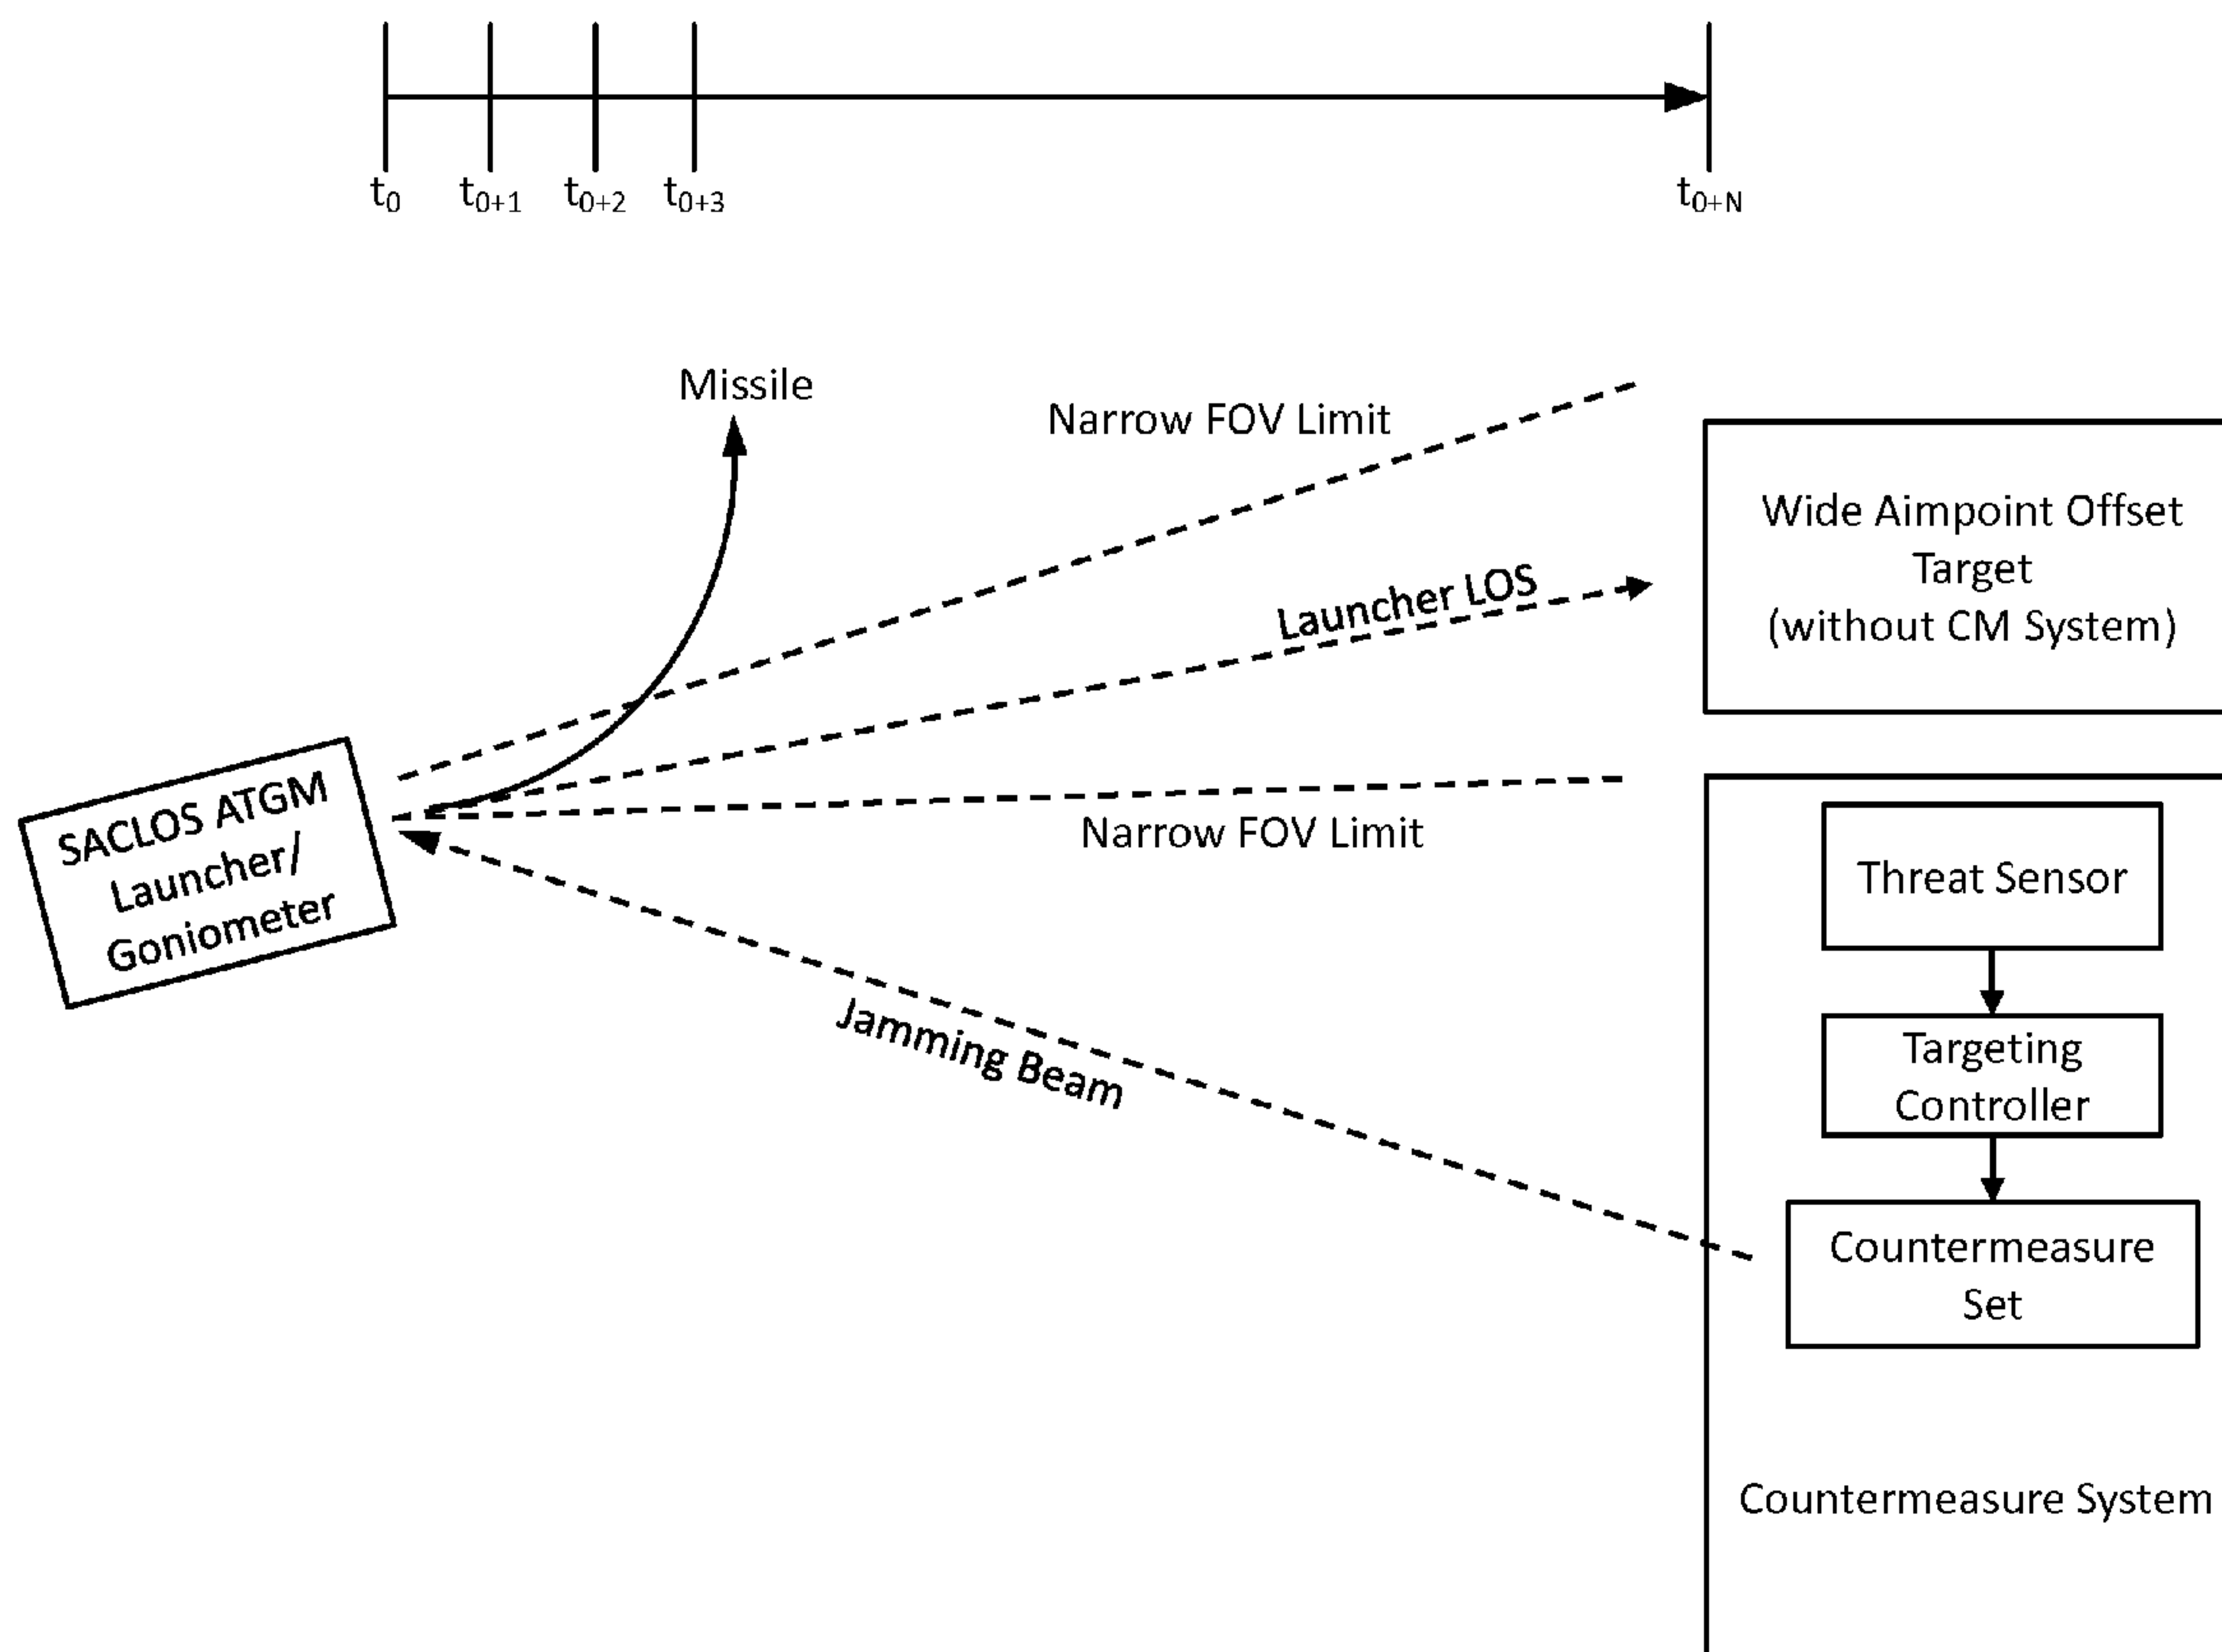 t0
t0+1
t0+2
t0+3
t0+N
Missile
Narrow FOV Limit
Wide Aimpoint Offset
Target
(without CM System)
Launcher LOS
SACLOS ATGM
Launcher/
Goniometer
Narrow FOV Limit
Threat Sensor
Jamming Beam
Targeting
Controller
Countermeasure
Set
Countermeasure System